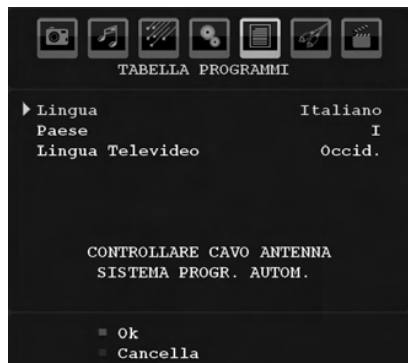 TABELLA PROGRAMMI
Lingua Italiano
Paese I
Lingua Televideo Occid.
CONTROLLARE CAVO ANTENNA
SISTEMA PROGR. AUTOM.
Ok
Cancella